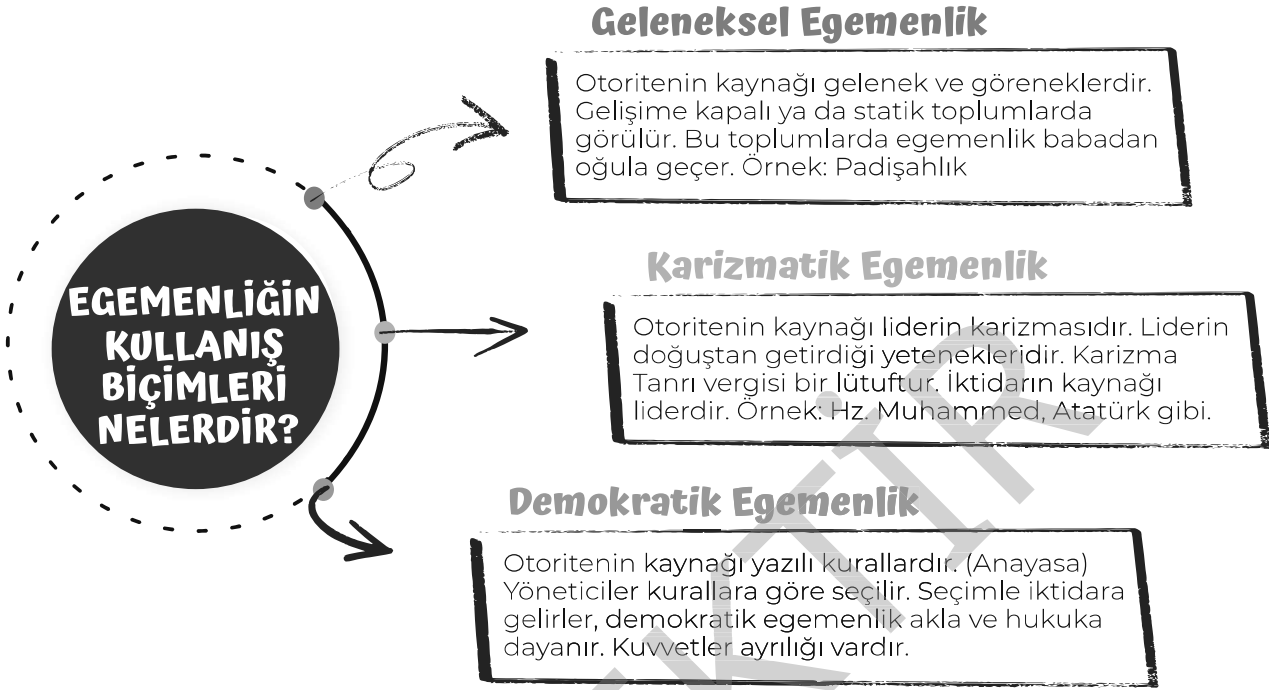 Geleneksel Egemenlik
Otoritenin kaynağı gelenek ve göreneklerdir.
Gelişime kapalı ya da statik toplumlarda
görülür. Bu toplumlarda egemenlik babadan
oğula geçer. Örnek: Padişahlık
EGEMENLİĞİN
KULLANIŞ
BİÇİMLERİ
NELERDİR?
Karizmatik Egemenlik
Otoritenin kaynağı liderin karizmasıdır. Liderin
doğuştan getirdiği yetenekleridir. Karizma
Tanrı vergisi bir lütuftur. İktidarın kaynağı
liderdir. Örnek: Hz. Muhammed, Atatürk gibi.
Demokratik Egemenlik
Otoritenin kaynağı yazılı kurallardır. (Anayasa)
Yöneticiler kurallara göre seçilir. Seçimle iktidara
gelirler, demokratik egemenlik akla ve hukuka
dayanır. Kuvvetler ayrılığı vardır.
KTİR